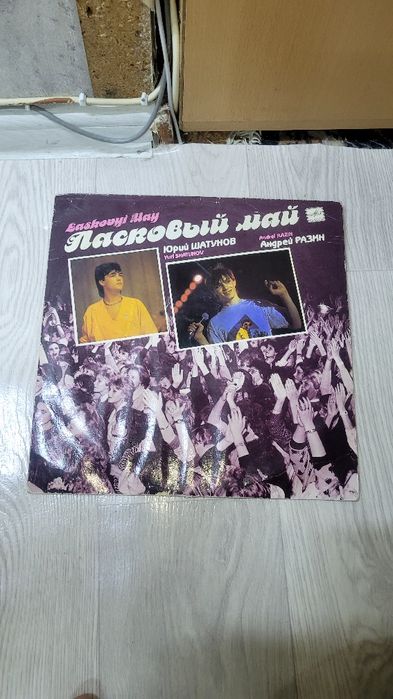 Laskovyi May
Ласковый май
Юрий ШАТУНОВ
Yuri SHATUNOV
Andrei RAZIN
Андрей РАЗИН